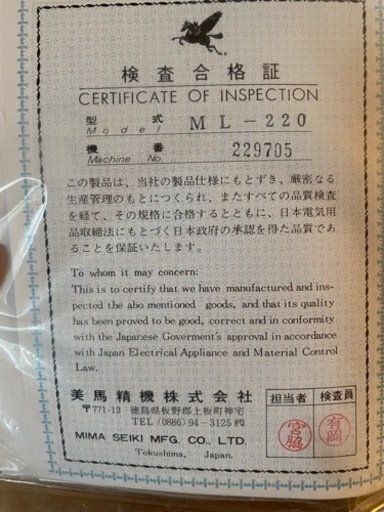 検査合格証
CERTIFICATE OF INSPECTION
型式 ML-220
Model
機番 229705
Machine No.
この製品は、当社の製品仕様にもとずき、厳密なる
生産管理のもとにつくられ、またすべての品質検査
を経て、その規格に合格するとともに、日本電気用
品取締法にもとづく日本政府の承認を得た品質であ
ることを保証いたします。
To whom it may concern:
This is to certify that we have manufactured and ins-
pected the abo mentioned goods, and that its quality
has been proved to be good, correct and in conformity
with the Japanese Goverment's approval in accordance
with Japan Electrical Appliance and Material Control
Law.
美馬精機株式会社
〒771-13 徳島県板野郡上板町神宅
TEL (0886) 94-3125 ㈹
MIMA SEIKI MFG. CO., LTD.
Tokushima, Japan.
担当者 検査員
宮脇 有岡